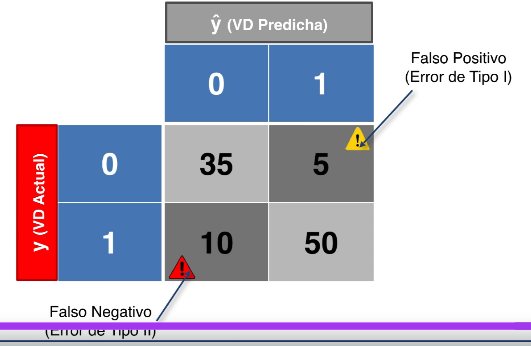 ŷ (VD Predicha)
Falso Positivo
(Error de Tipo I)
0 1
y (VD Actual)
0 35 5
1 10 50
Falso Negativo
(Error de Tipo II)